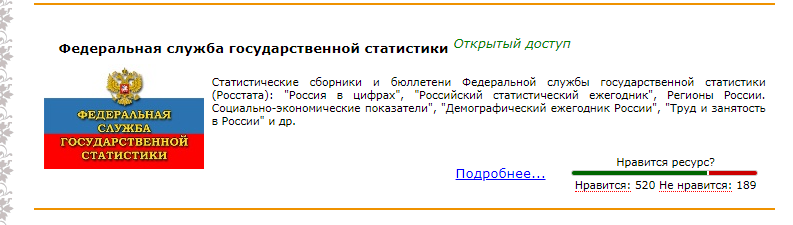 Федеральная служба государственной статистики Открытый доступ
ФЕДЕРАЛЬНАЯ
СЛУЖБА
ГОСУДАРСТВЕННОЙ
СТАТИСТИКИ
Статистические сборники и бюллетени Федеральной службы государственной статистики
(Росстата): "Россия в цифрах", "Российский статистический ежегодник", Регионы России.
Социально-экономические показатели", "Демографический ежегодник России", "Труд и занятость
в России" и др.
Подробнее...
Нравится ресурс?
Нравится: 520 Не нравится: 189